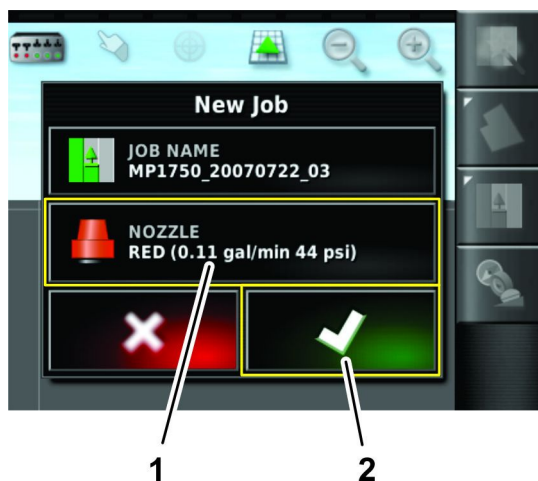 New Job
JOB NAME
MP1750_20070722_03
NOZZLE
RED (0.11 gal/min 44 psi)
1
2